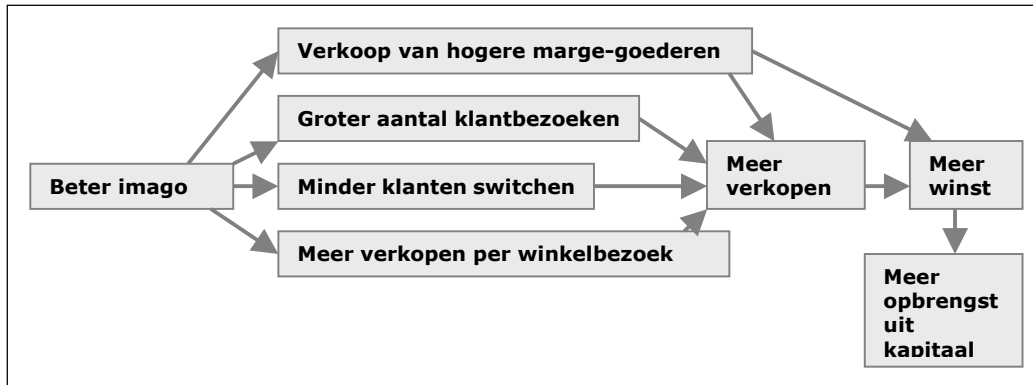 Verkoop van hogere marge-goederen
Groter aantal klantbezoeken
Beter imago
Minder klanten switchen
Meer verkopen per winkelbezoek
Meer
verkopen
Meer
winst
Meer
opbrengst
uit
kapitaal